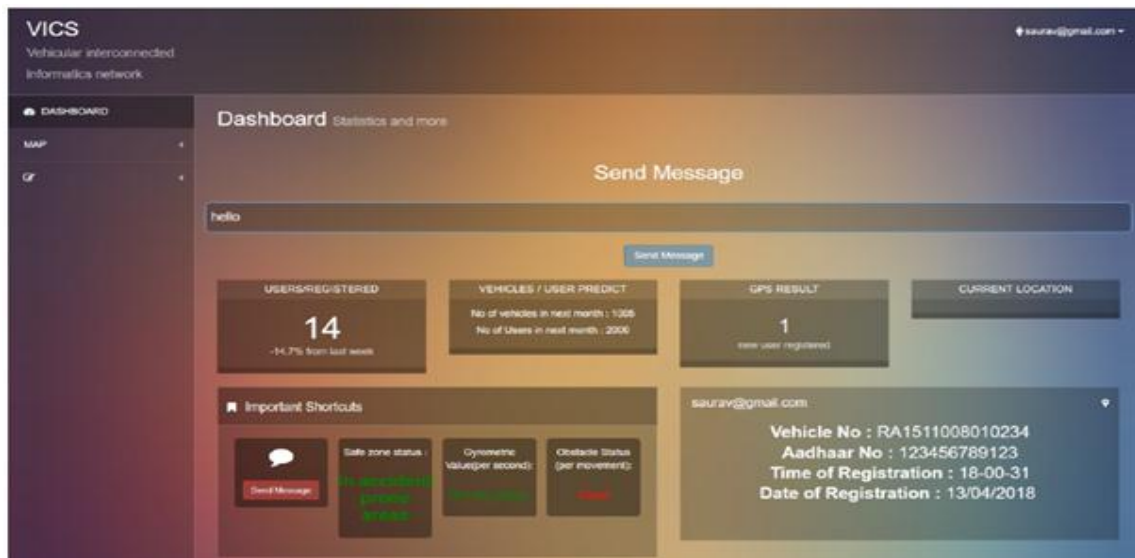 VICS
Vehicular interconnected
Informatics network
saurav@gmail.com
DASHBOARD
MAP
Dashboard Statistics and more
Send Message
hello
Send Message
USERS/REGISTERED
14
-14.7% from last week
VEHICLES / USER PREDICT
No of vehicles in next month :
No of Users in next month : 2000
GPS RESULT
1
new user registered
CURRENT LOCATION
Important Shortcuts
Send Message
Safe zone status :
In accident
prone
areas
Gyrometric
Value(per second):
Obstacle Status
(per movement):
saurav@gmail.com
Vehicle No : RA1511008010234
Aadhaar No : 123456789123
Time of Registration : 18-00-31
Date of Registration : 13/04/2018